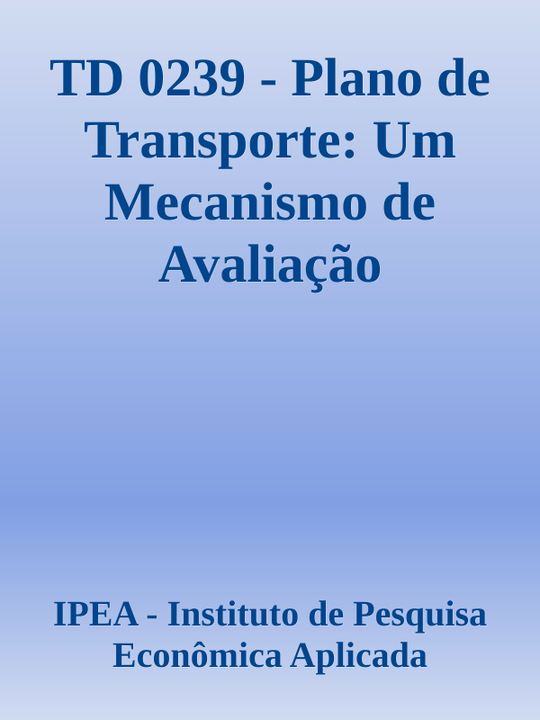 TD 0239 - Plano de
Transporte: Um
Mecanismo de
Avaliação
IPEA - Instituto de Pesquisa
Econômica Aplicada